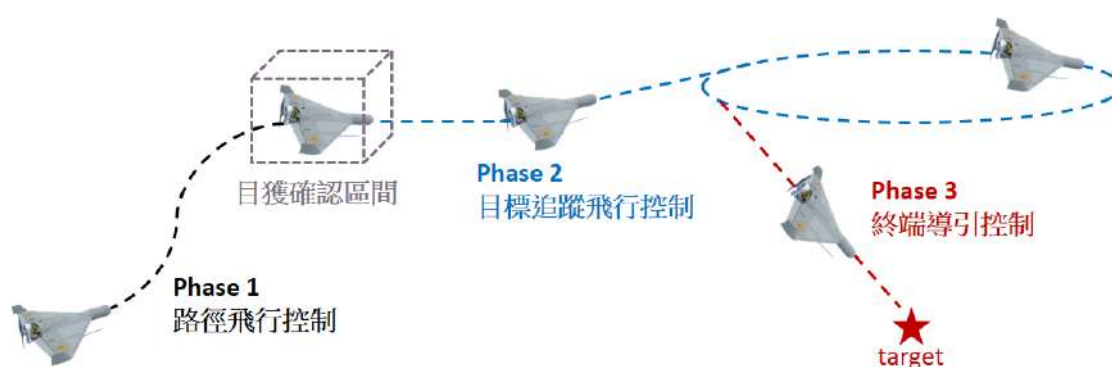 目獲確認區間
Phase 2
目標追蹤飛行控制
Phase 3
終端導引控制
Phase 1
路徑飛行控制
target